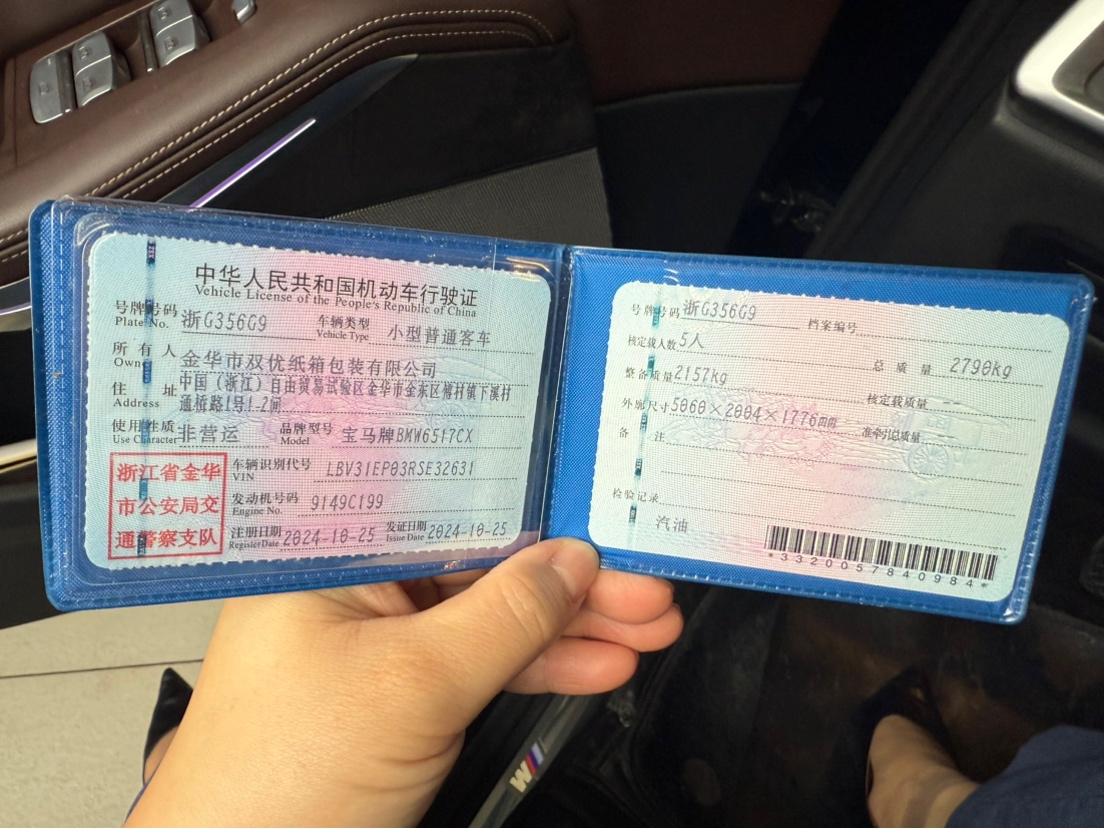 中华人民共和国机动车行驶证
Vehicle License of the People's Republic of China
号牌号码 浙G356G9 车辆类型 小型普通客车
Plate No. Vehicle Type
所有人 金华市双优纸箱包装有限公司
Owner
住址 中国(浙江)自由贸易试验区金华市金东区塘村镇下溪村
Address 通桥路1号1-2间
使用性质 非营运 品牌型号 宝马牌BMW6517CX
Use Character Model
浙江省金华
市公安局交
通警察支队
车辆识别代号 LBV31EP03RSE32631
VIN
发动机号码 9149C199
Engine No.
注册日期 2024-10-25 发证日期 2024-10-25
Register Date Issue Date
号牌号码 浙G356G9 档案编号
核定载人数 5人 总质量 2790kg
整备质量 2157kg 核定载质量 --
外廓尺寸 5060×2004×1776mm 准牵引总质量 --
备注
检验记录
汽油
*3320057840984*
M